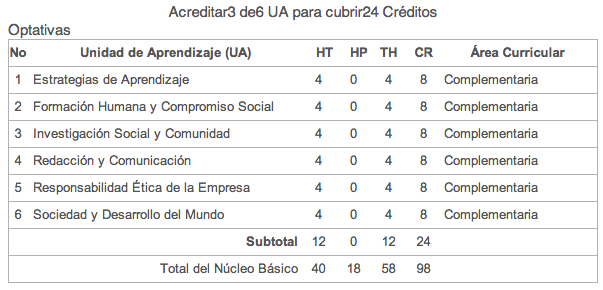 Acreditar3 de6 UA para cubrir24 Créditos
Optativas
No Unidad de Aprendizaje (UA) HT HP TH CR Área Curricular
1 Estrategias de Aprendizaje 4 0 4 8 Complementaria
2 Formación Humana y Compromiso Social 4 0 4 8 Complementaria
3 Investigación Social y Comunidad 4 0 4 8 Complementaria
4 Redacción y Comunicación 4 0 4 8 Complementaria
5 Responsabilidad Ética de la Empresa 4 0 4 8 Complementaria
6 Sociedad y Desarrollo del Mundo 4 0 4 8 Complementaria
Subtotal 12 0 12 24
Total del Núcleo Básico 40 18 58 98